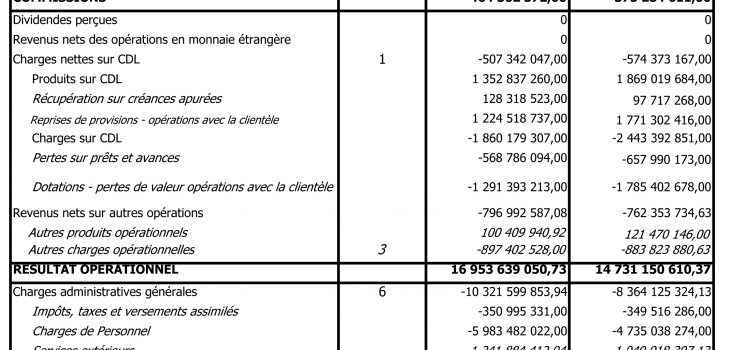 COMMISSIONS
Dividendes perçues 0 0
Revenus nets des opérations en monnaie étrangère 0 0
Charges nettes sur CDL 1 -507 342 047,00 -574 373 167,00
Produits sur CDL 1 352 837 260,00 1 869 019 684,00
Récupération sur créances apurées 128 318 523,00 97 717 268,00
Reprises de provisions - opérations avec la clientèle 1 224 518 737,00 1 771 302 416,00
Charges sur CDL -1 860 179 307,00 -2 443 392 851,00
Pertes sur prêts et avances -568 786 094,00 -657 990 173,00
Dotations - pertes de valeur opérations avec la clientèle -1 291 393 213,00 -1 785 402 678,00
Revenus nets sur autres opérations -796 992 587,08 -762 353 734,63
Autres produits opérationnels 100 409 940,92 121 470 146,00
Autres charges opérationnelles 3 -897 402 528,00 -883 823 880,63
RESULTAT OPERATIONNEL 16 953 639 050,73 14 731 150 610,37
Charges administratives générales 6 -10 321 599 853,94 -8 364 125 324,13
Impôts, taxes et versements assimilés -350 995 331,00 -349 516 286,00
Charges de Personnel -5 983 482 022,00 -4 735 038 274,00
Services extérieurs